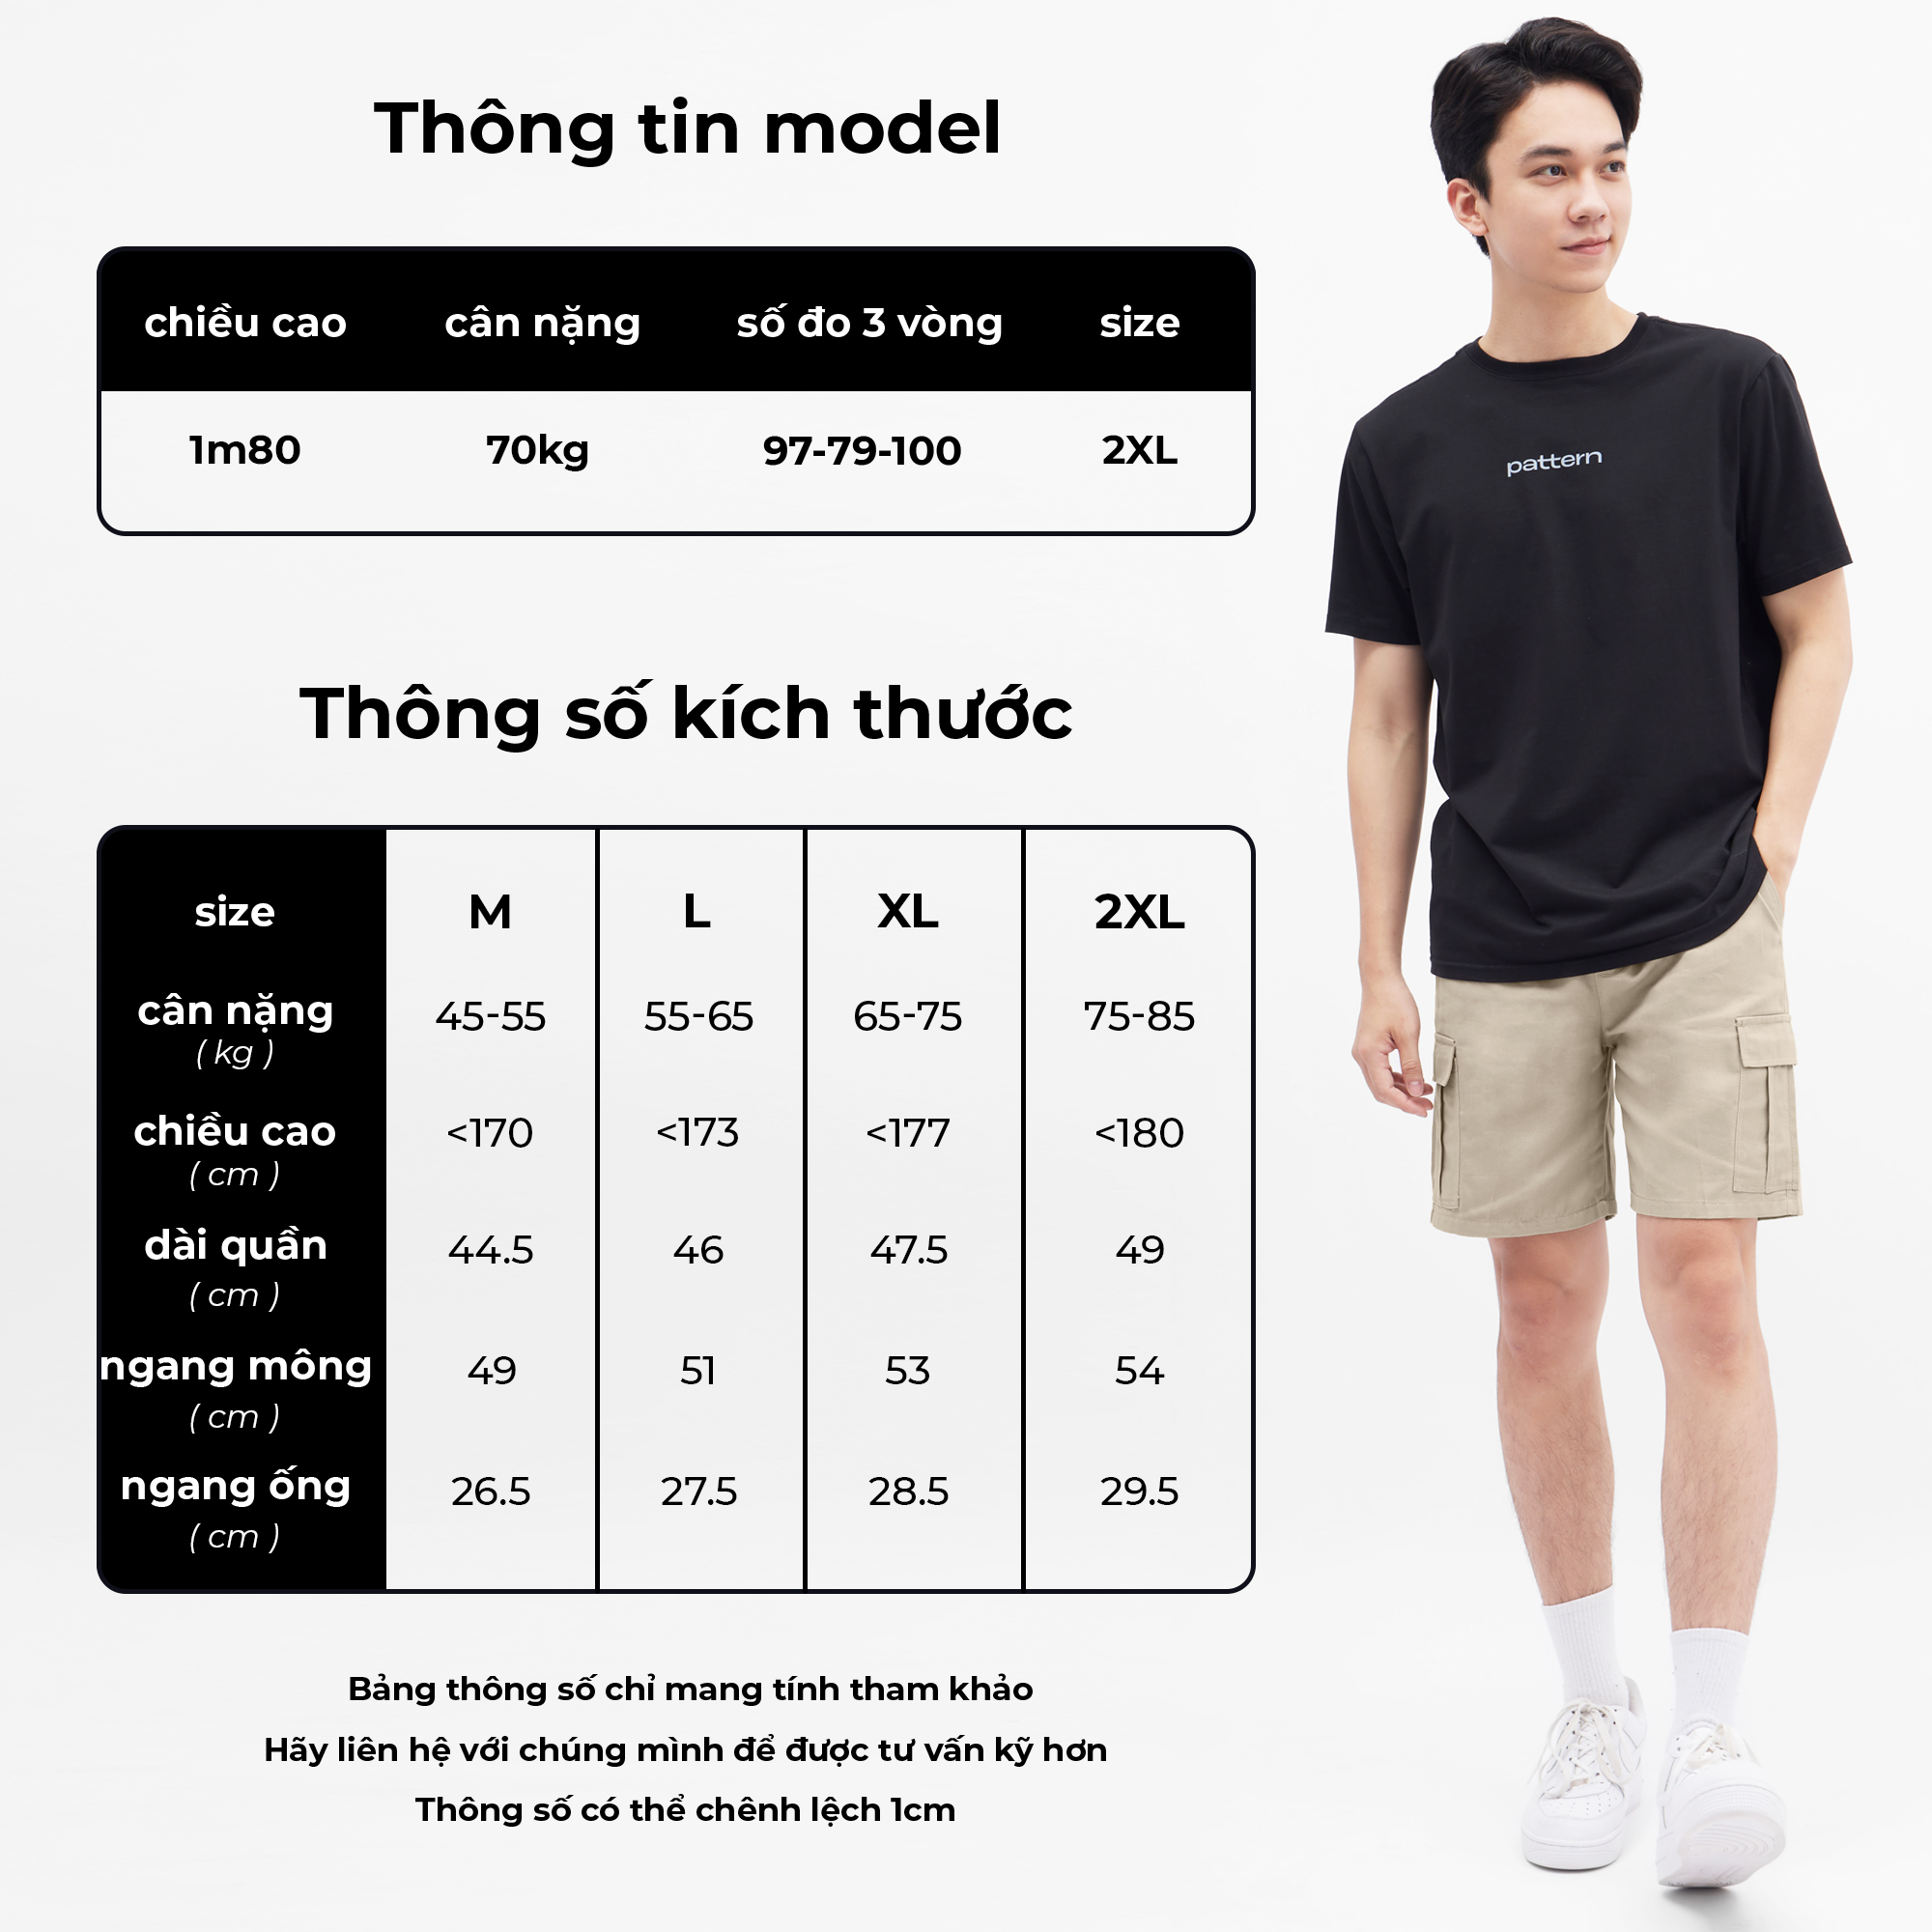 Thông tin model
chiều cao cân nặng số đo 3 vòng size
1m80 70kg 97-79-100 2XL
pattern
Thông số kích thước
size M L XL 2XL
cân nặng 45-55 55-65 65-75 75-85
( kg )
chiều cao <170 <173 <177 <180
( cm )
dài quần 44.5 46 47.5 49
( cm )
ngang mông 49 51 53 54
( cm )
ngang ống 26.5 27.5 28.5 29.5
( cm )
Bảng thông số chỉ mang tính tham khảo
Hãy liên hệ với chúng mình để được tư vấn kỹ hơn
Thông số có thể chênh lệch 1cm